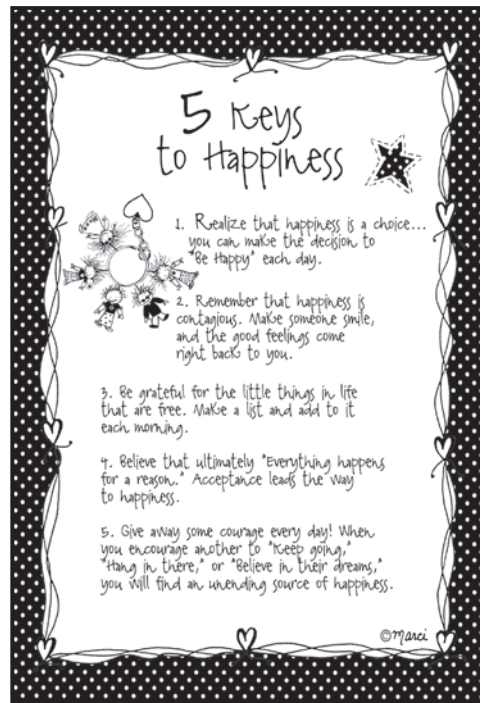 5 Keys
to Happiness
1. Realize that happiness is a choice...
you can make the decision to
"Be Happy" each day.
2. Remember that happiness is
contagious. Make someone smile,
and the good feelings come
right back to you.
3. Be grateful for the little things in life
that are free. Make a list and add to it
each morning.
4. Believe that ultimately "Everything happens
for a reason." Acceptance leads the way
to happiness.
5. Give away some courage every day! When
you encourage another to "Keep going,"
"Hang in there," or "Believe in their dreams,"
you will find an unending source of happiness.
©Marci